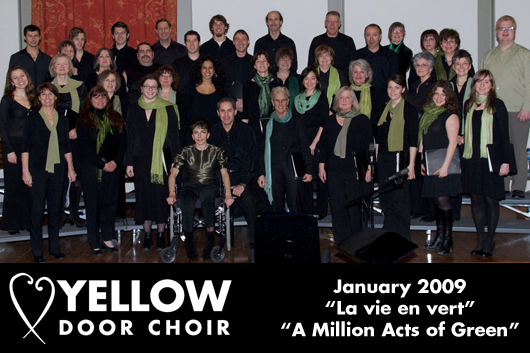 YELLOW
DOOR CHOIR
January 2009
“La vie en vert”
“A Million Acts of Green”